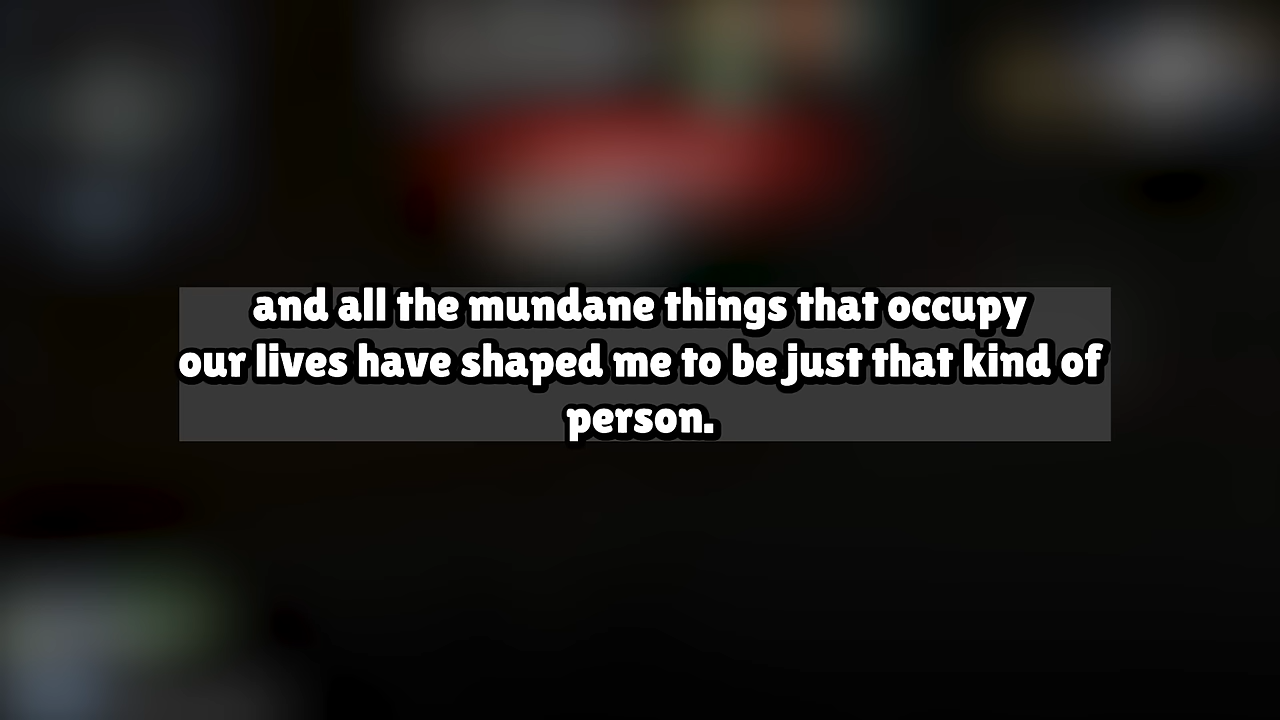 and all the mundane things that occupy
our lives have shaped me to be just that kind of
person.